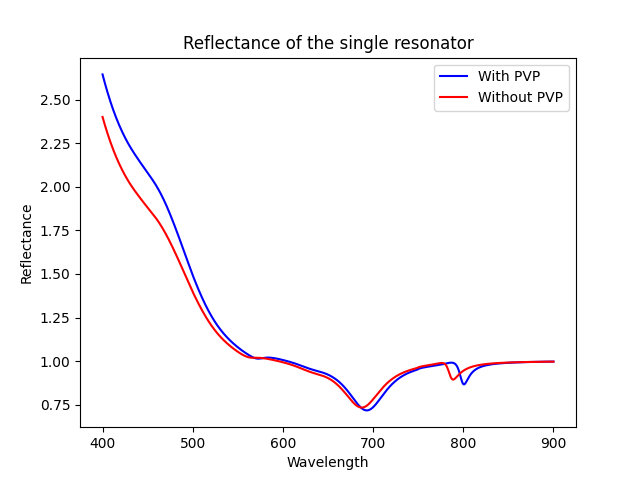 Reflectance of the single resonator
With PVP
Without PVP
2.50
2.25
2.00
1.75
1.50
1.25
1.00
0.75
Reflectance
400
500
600
700
800
900
Wavelength